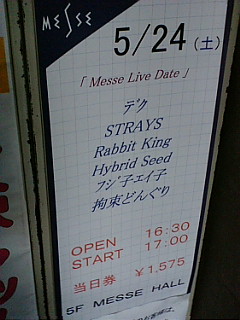 MESSE
5/24 (土)
「 Messe Live Date 」
デク
STRAYS
Rabbit King
Hybrid Seed
フジ子エイ子
拘束どんぐり
OPEN 16:30
START 17:00
当日券 ¥1,575
5F MESSE HALL